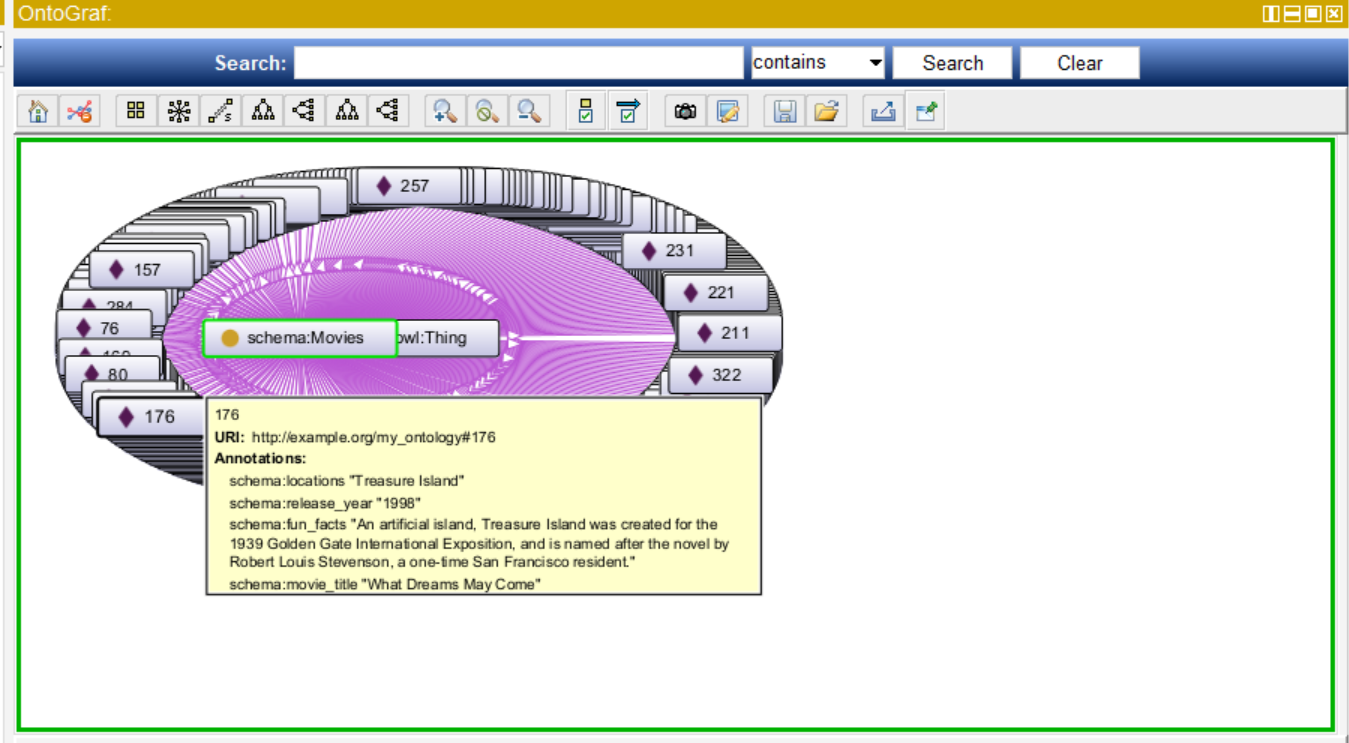 OntoGraf:
Search: contains Search Clear
257
231
157
221
284
76
schema:Movies owl:Thing
211
160
80
322
176
176
URI: http://example.org/my_ontology#176
Annotations:
schema:locations "Treasure Island"
schema:release_year "1998"
schema:fun_facts "An artificial island, Treasure Island was created for the
1939 Golden Gate International Exposition, and is named after the novel by
Robert Louis Stevenson, a one-time San Francisco resident."
schema:movie_title "What Dreams May Come"